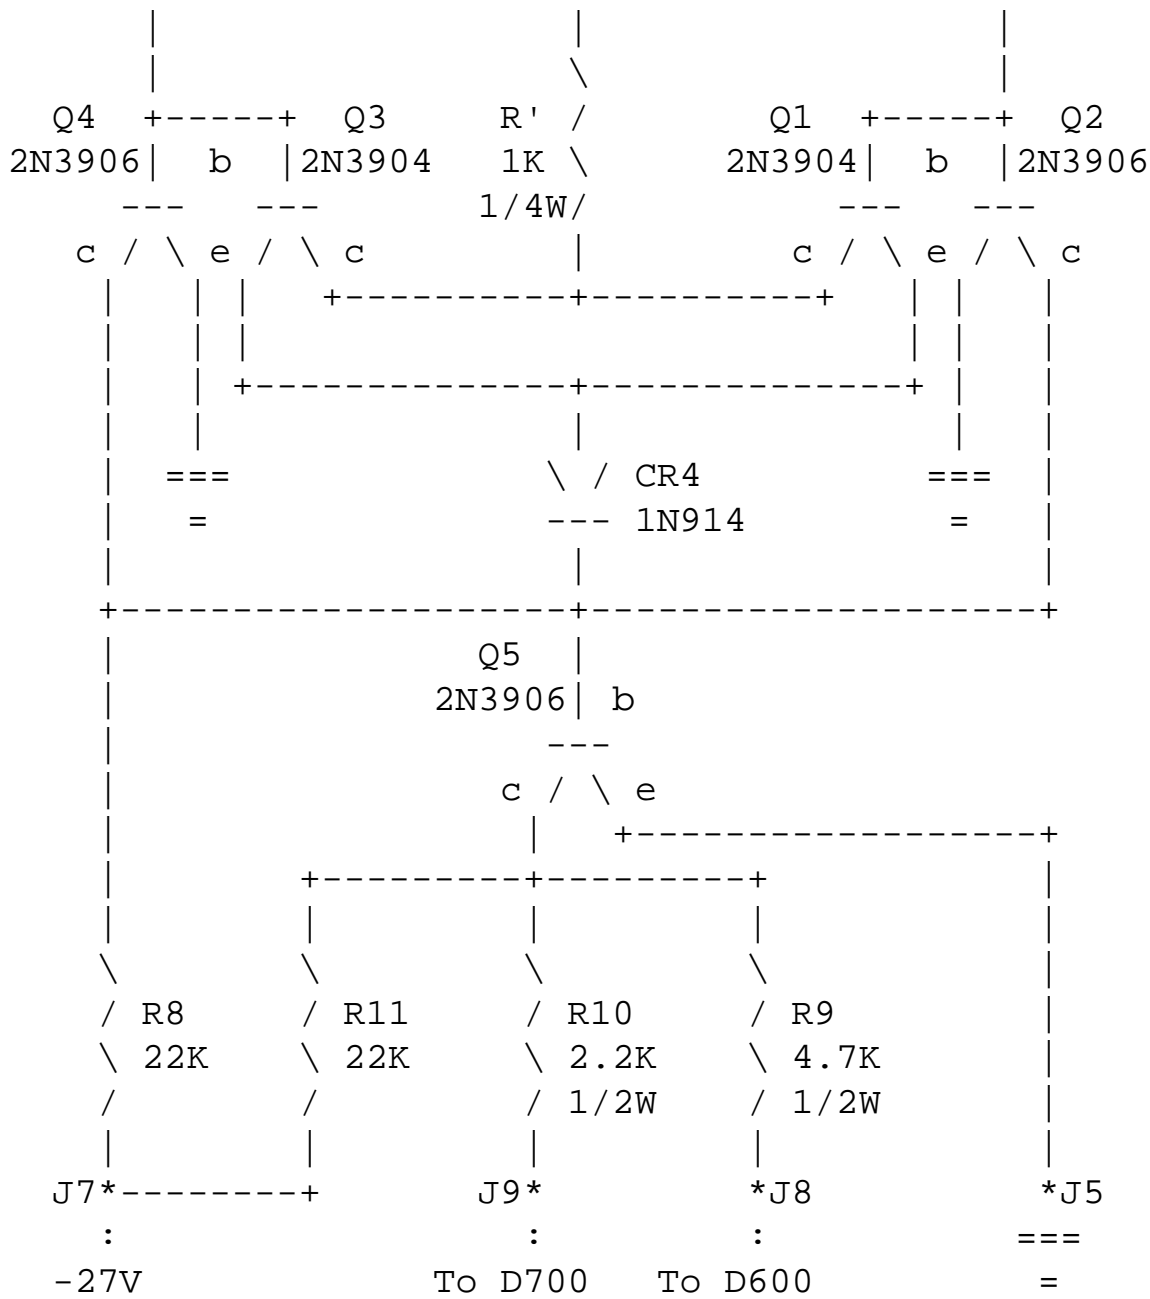 Q4 Q3 R' Q1 Q2
2N3906 b 2N3904 1K 2N3904 b 2N3906
1/4W
c e c c e c
CR4
1N914
Q5
2N3906 b
c e
R8 R11 R10 R9
22K 22K 2.2K 4.7K
1/2W 1/2W
J7* J9* *J8 *J5
: : :
-27V To D700 To D600